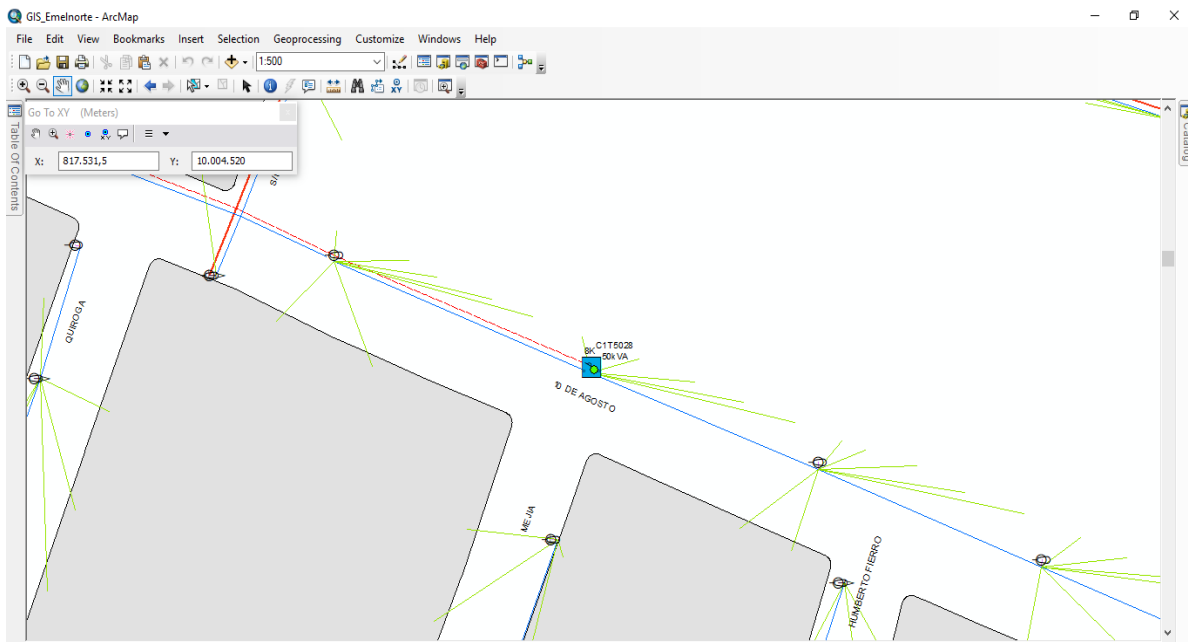 GIS_Emelnorte - ArcMap
File Edit View Bookmarks Insert Selection Geoprocessing Customize Windows Help
1:500
Go To XY (Meters)
X: 817.531,5 Y: 10.004.520
Table Of Contents
Catalog
QUIROGA
8K C1T5028
50kVA
10 DE AGOSTO
MEJIA
HUMBERTO FIERRO